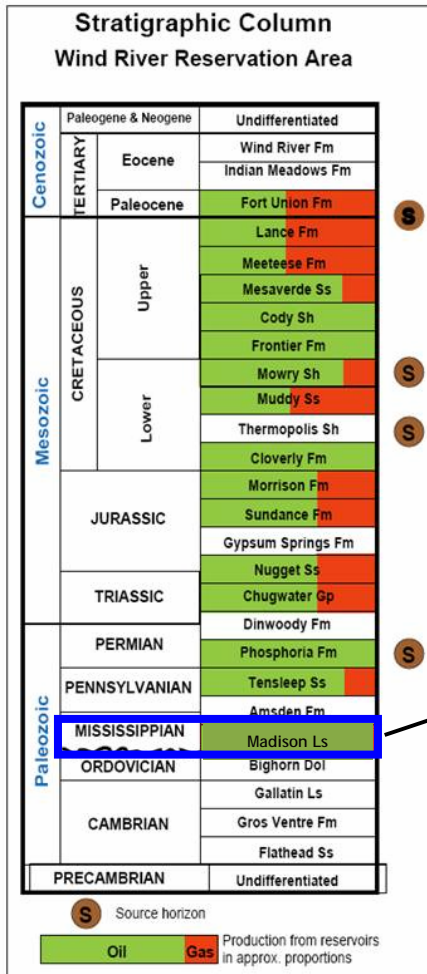 Stratigraphic Column
Wind River Reservation Area
Cenozoic
TERTIARY
Paleogene & Neogene
Undifferentiated
Eocene
Wind River Fm
Indian Meadows Fm
Paleocene
Fort Union Fm
S
Mesozoic
CRETACEOUS
Upper
Lance Fm
Meeteese Fm
Mesaverde Ss
Cody Sh
Frontier Fm
Lower
Mowry Sh
S
Muddy Ss
Thermopolis Sh
S
Cloverly Fm
JURASSIC
Morrison Fm
Sundance Fm
Gypsum Springs Fm
Nugget Ss
TRIASSIC
Chugwater Gp
Dinwoody Fm
Paleozoic
PERMIAN
Phosphoria Fm
S
PENNSYLVANIAN
Tensleep Ss
Amsden Fm
MISSISSIPPIAN
Madison Ls
ORDOVICIAN
Bighorn Dol
CAMBRIAN
Gallatin Ls
Gros Ventre Fm
Flathead Ss
PRECAMBRIAN
Undifferentiated
S
Source horizon
Oil
Gas
Production from reservoirs
in approx. proportions